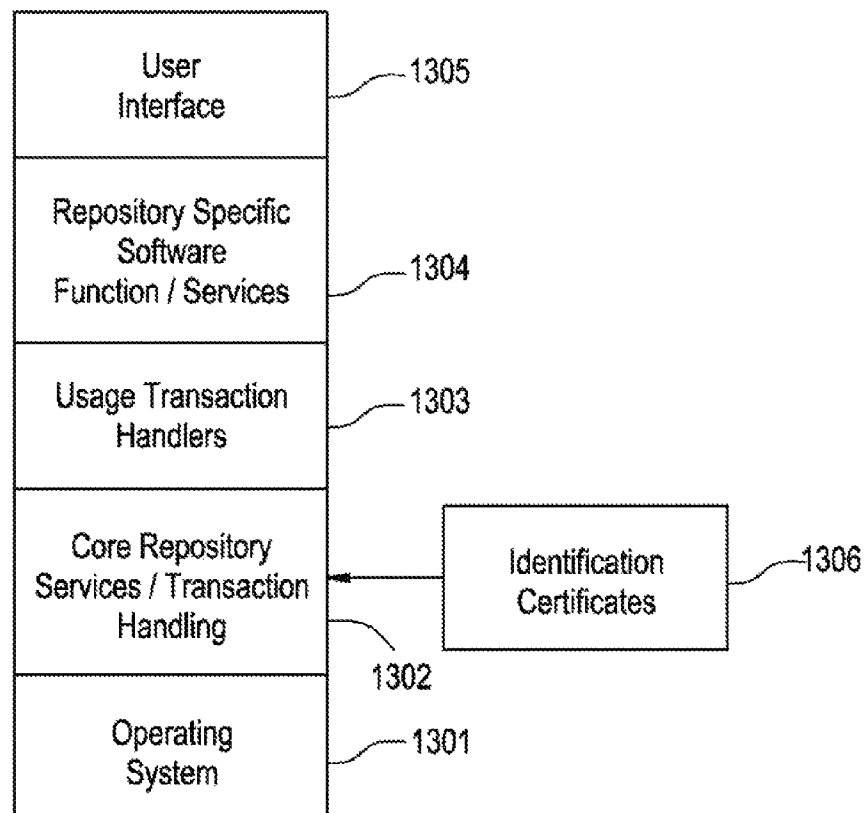 User
Interface
1305
Repository Specific
Software
Function / Services
1304
Usage Transaction
Handlers
1303
Core Repository
Services / Transaction
Handling
1302
Identification
Certificates
1306
Operating
System
1301